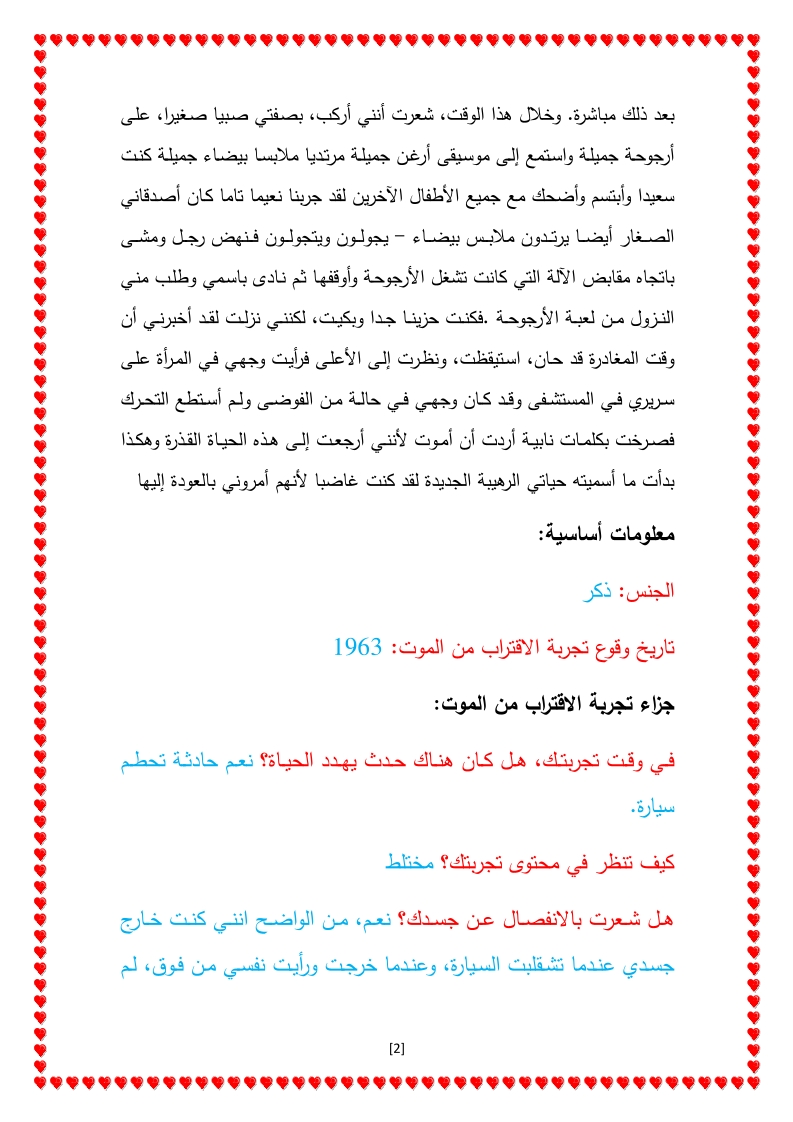 بعد ذلك مباشرة. وخلال هذا الوقت، شعرت أنني أركب، بصفتي صبيا صغيرا، على
أرجوحة جميلة واستمع إلى موسيقى أرغن جميلة مرتديا ملابسا بيضاء جميلة كنت
سعيدا وأبتسم وأضحك مع جميع الأطفال الآخرين لقد جربنا نعيما تاما كان أصدقائي
الصغار أيضا يرتدون ملابس بيضاء – يجولون ويتجولون فنهض رجل ومشى
باتجاه مقابض الآلة التي كانت تشغل الأرجوحة وأوقفها ثم نادى باسمي وطلب مني
النزول من لعبة الأرجوحة .فكنت حزينا جدا وبكيت، لكنني نزلت لقد أخبرني أن
وقت المغادرة قد حان، استيقظت، ونظرت إلى الأعلى فرأيت وجهي في المرأة على
سريري في المستشفى وقد كان وجهي في حالة من الفوضى ولم أستطع التحرك
فصرخت بكلمات نابية أردت أن أموت لأنني أرجعت إلى هذه الحياة القذرة وهكذا
بدأت ما أسميته حياتي الرهيبة الجديدة لقد كنت غاضبا لأنهم أمروني بالعودة إليها
معلومات أساسية:
الجنس: ذكر
تاريخ وقوع تجربة الاقتراب من الموت: 1963
جزاء تجربة الاقتراب من الموت:
في وقت تجربتك، هل كان هناك حدث يهدد الحياة؟ نعم حادثة تحطم
سيارة.
كيف تنظر في محتوى تجربتك؟ مختلط
هل شعرت بالانفصال عن جسدك؟ نعم، من الواضح انني كنت خارج
جسدي عندما تشقلبت السيارة، وعندما خرجت ورأيت نفسي من فوق، لم
[2]